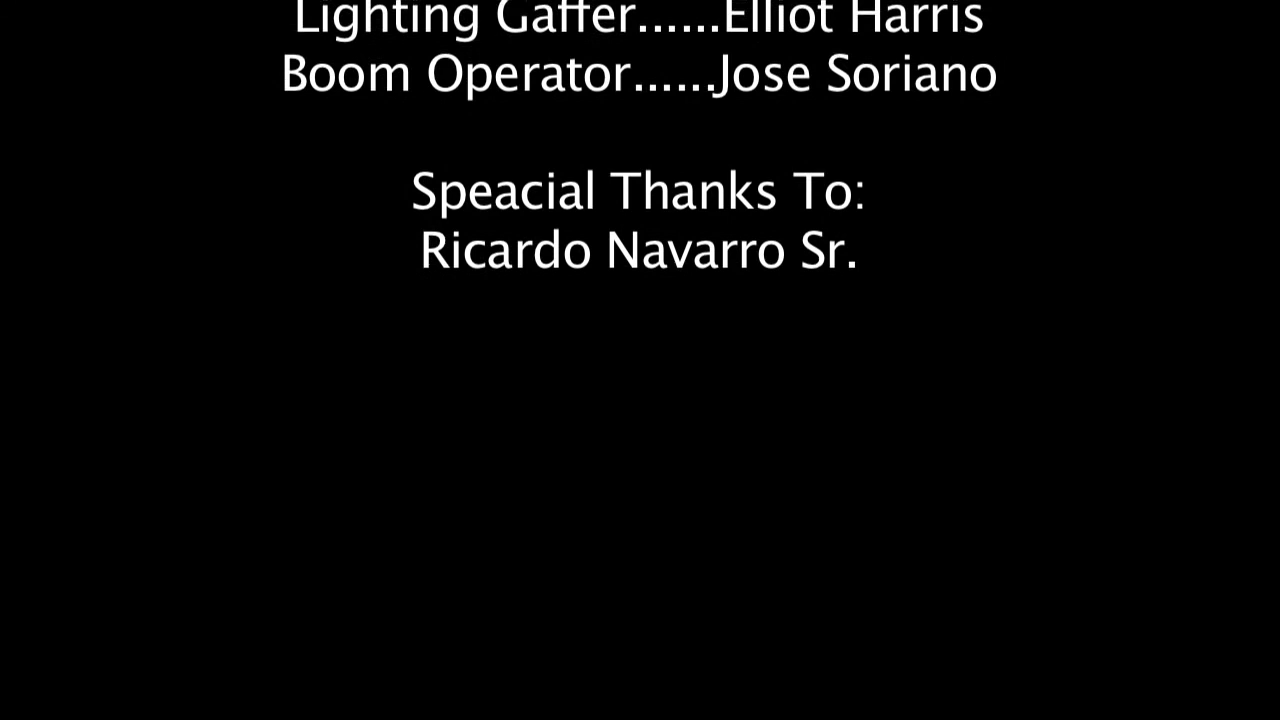 Lighting Gaffer......Elliot Harris
Boom Operator......Jose Soriano
Speacial Thanks To:
Ricardo Navarro Sr.